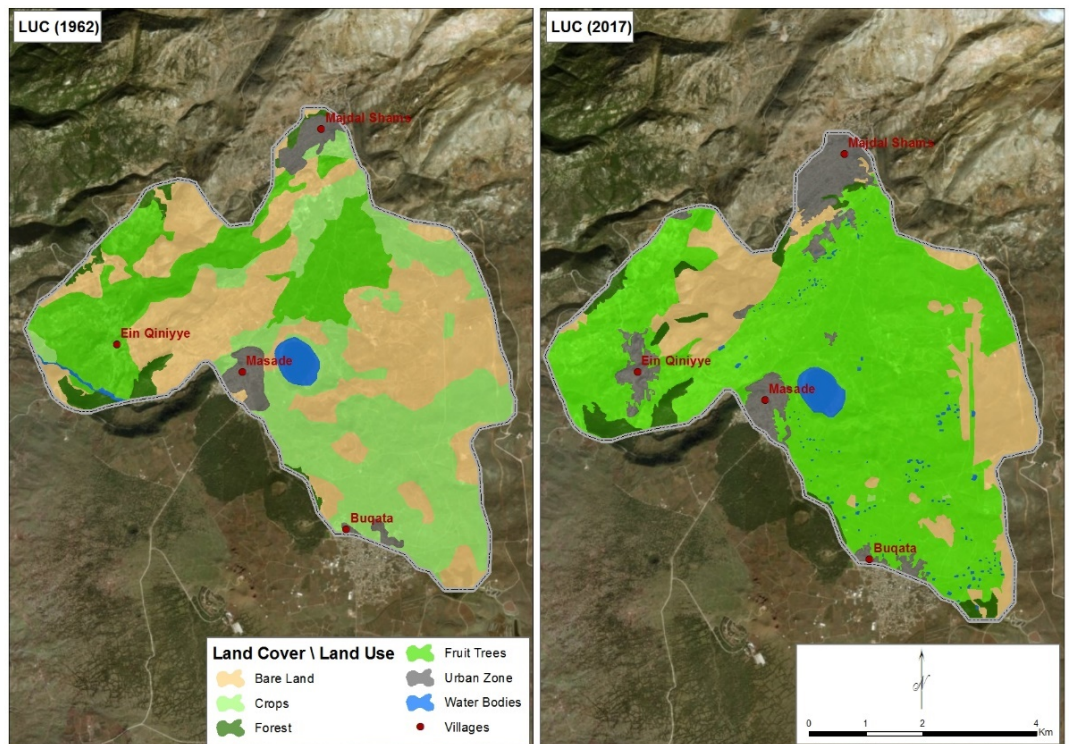 LUC (1962)
Majdal Shams
Ein Qiniyye
Masade
Buqata
Land Cover \ Land Use
Bare Land
Crops
Forest
Fruit Trees
Urban Zone
Water Bodies
Villages
LUC (2017)
Majdal Shams
Ein Qiniyye
Masade
Buqata
N
0 1 2 4
Km